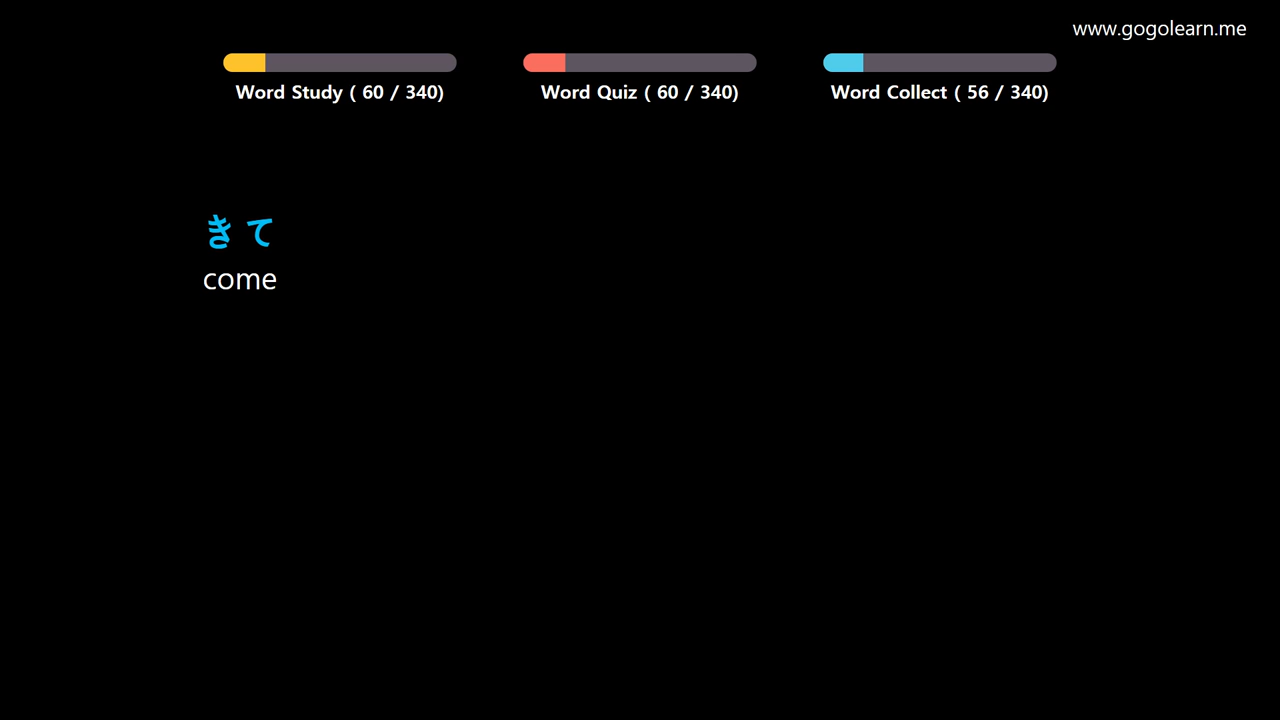 www.gogolearn.me
Word Study ( 60 / 340)
Word Quiz ( 60 / 340)
Word Collect ( 56 / 340)
きて
come